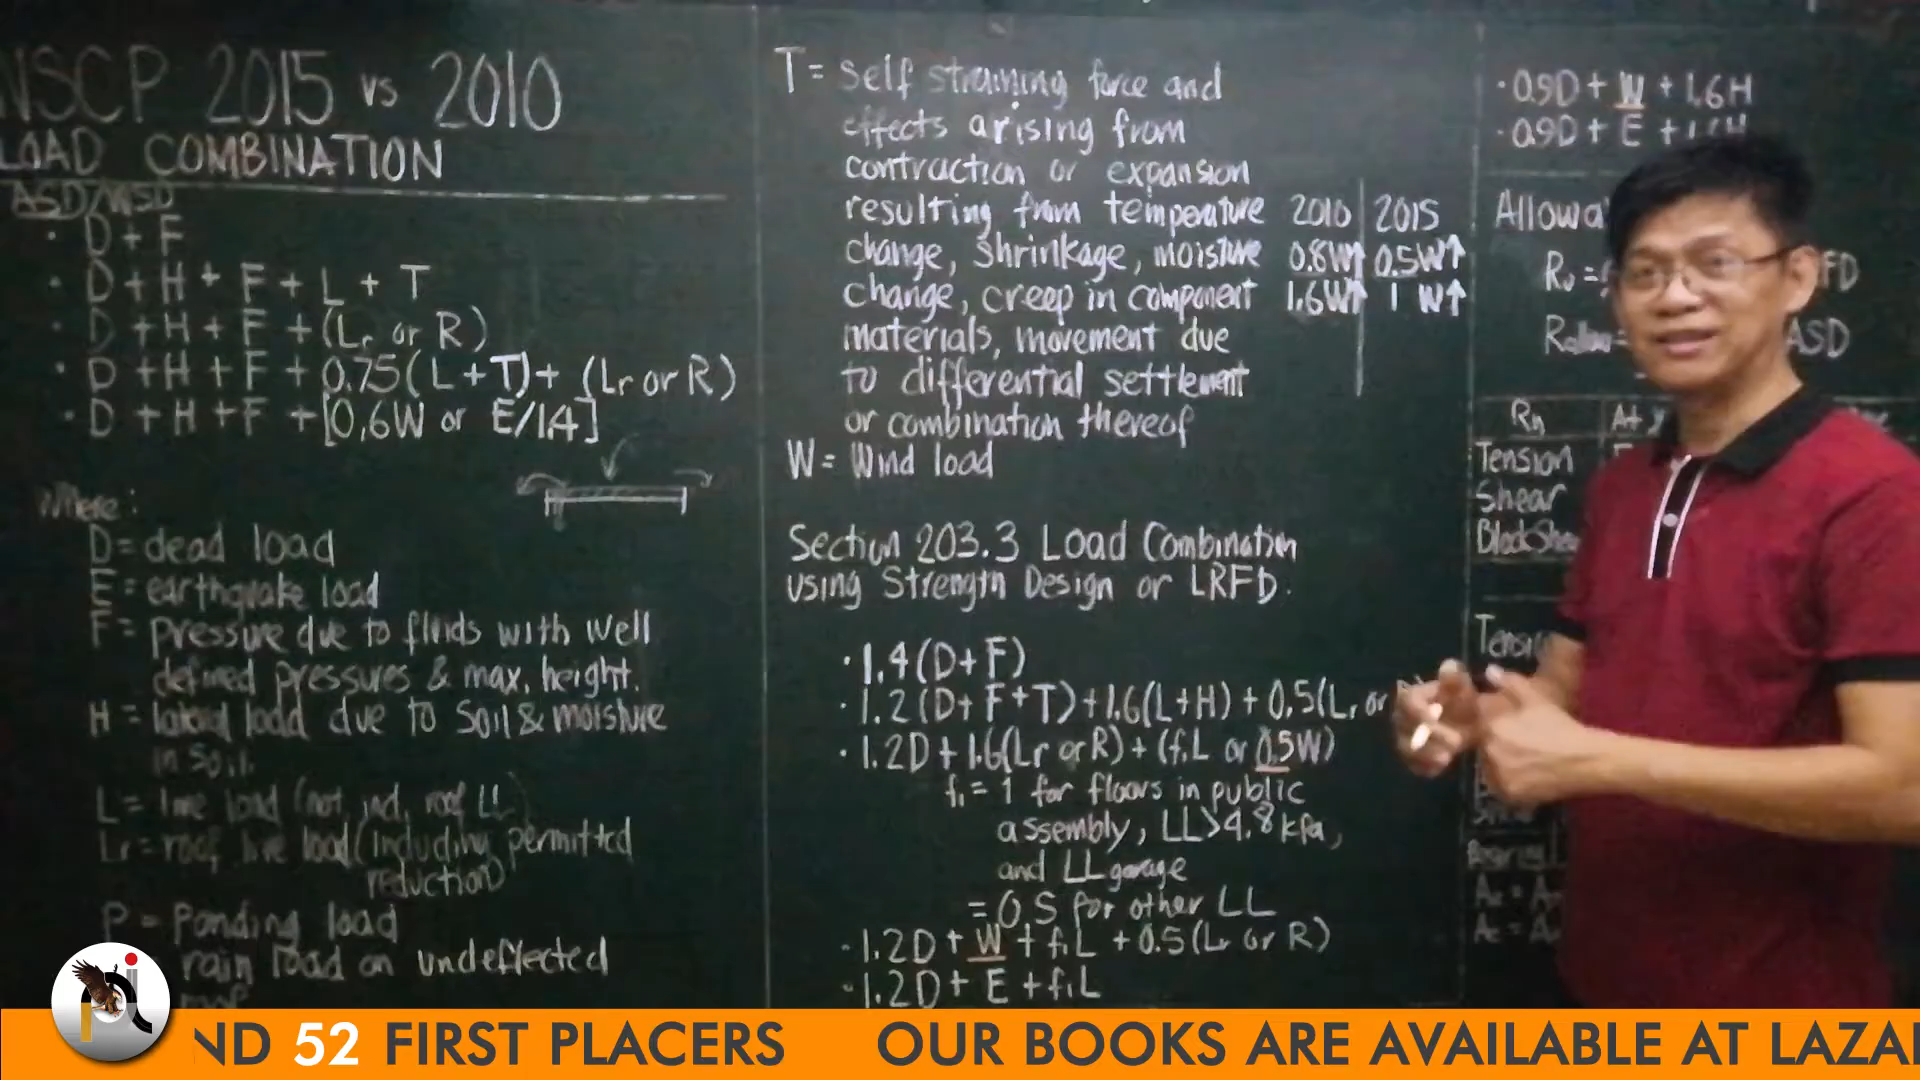 NSCP 2015 vs 2010
LOAD COMBINATION
ASD/WSD
· D + F
· D + H + F + L + T
· D + H + F + (Lr or R)
· D + H + F + 0.75(L+T) + (Lr or R)
· D + H + F + [0.6W or E/1.4]
Where:
D = dead load
E = earthquake load
F = pressure due to fluids with well
defined pressures & max. height.
H = lateral load due to Soil & moisture
in soil.
L = live load (not ind. roof LL)
Lr = roof live load (including permitted
reduction)
P = Ponding load
rain load on undeflected
roof
T = Self straining force and
effects arising from
contraction or expansion
resulting from temperature
change, shrinkage, moisture
change, creep in component
materials, movement due
to differential settlement
or combination thereof
W = Wind load
2010 | 2015
0.8W↑ | 0.5W↑
1.6W↑ | 1 W↑
Section 203.3 Load Combination
using Strength Design or LRFD.
· 1.4(D+F)
· 1.2(D+F+T)+1.6(L+H)+0.5(Lr or
· 1.2D+1.6(Lr or R)+(f1L or 0.5W)
f1 = 1 for floors in public
assembly, LL>4.8kPa,
and LL garage
= 0.5 for other LL
· 1.2D + W + f1L + 0.5(Lr or R)
· 1.2D + E + f1L
· 0.9D + W + 1.6H
· 0.9D + E + 1.6H
Allowa
FD
ASD
Rn
Tension
Shear
Block Shea
ND 52 FIRST PLACERS OUR BOOKS ARE AVAILABLE AT LAZA